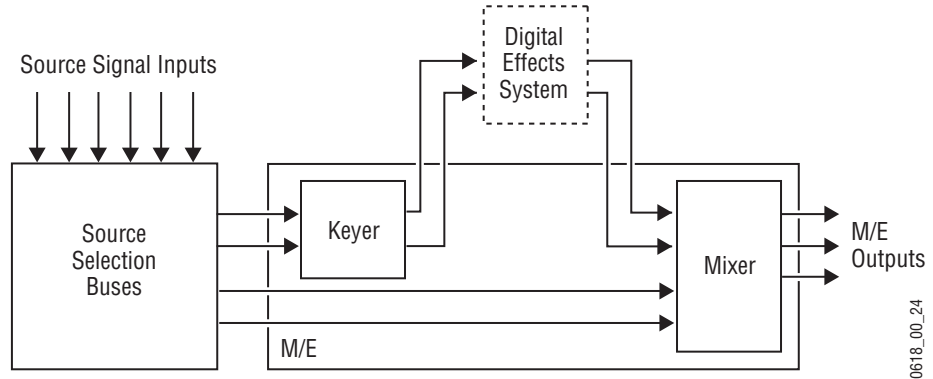 Digital
Effects
System
Source Signal Inputs
Source
Selection
Buses
Keyer
Mixer
M/E
Outputs
M/E
0618_00_24